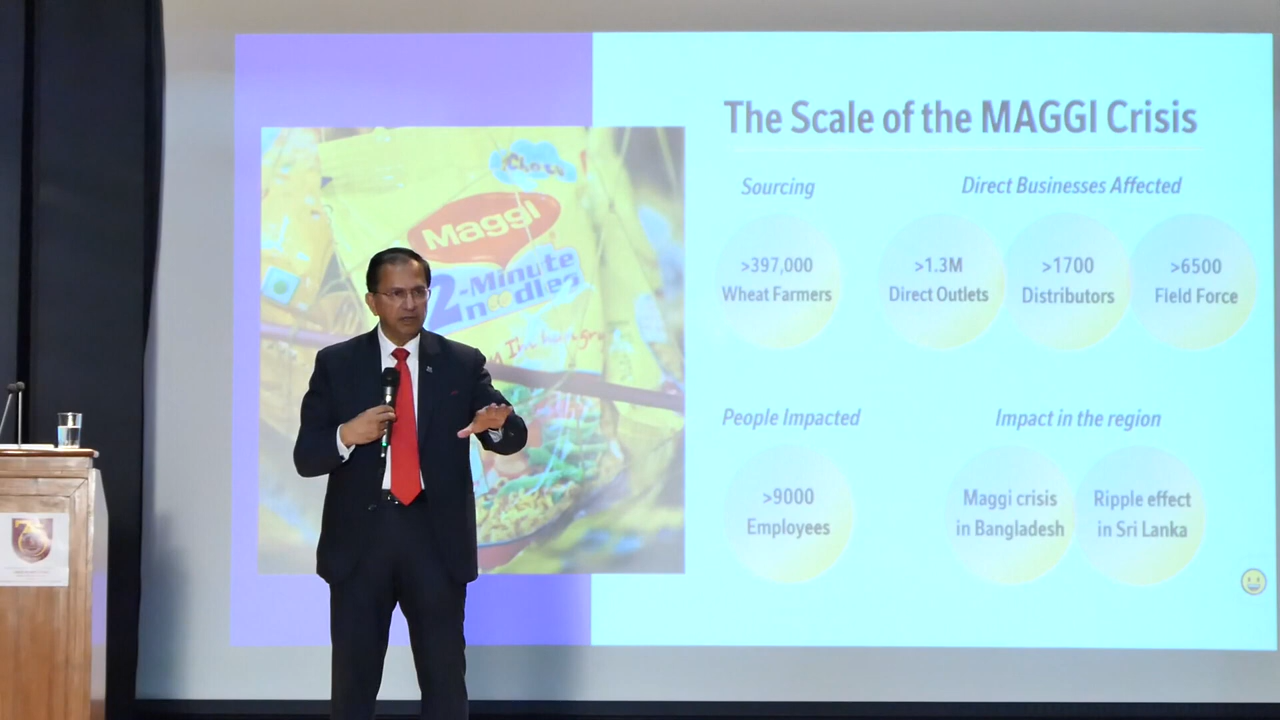 The Scale of the MAGGI Crisis
Sourcing
Direct Businesses Affected
>397,000
Wheat Farmers
>1.3M
Direct Outlets
>1700
Distributors
>6500
Field Force
People Impacted
Impact in the region
>9000
Employees
Maggi crisis
in Bangladesh
Ripple effect
in Sri Lanka
Maggi
2-Minute
noodles
75